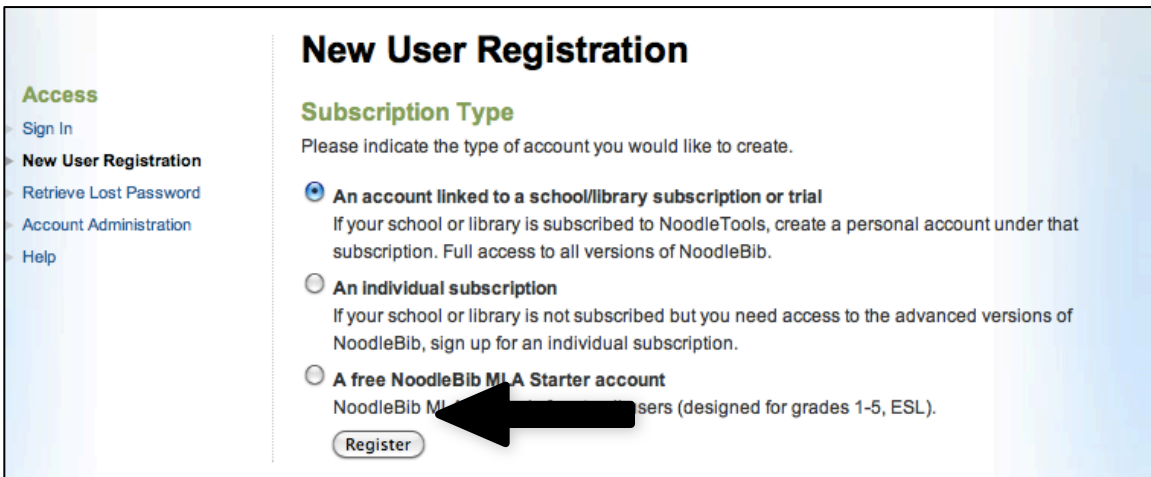 New User Registration
Access
Sign In
New User Registration
Retrieve Lost Password
Account Administration
Help
Subscription Type
Please indicate the type of account you would like to create.
An account linked to a school/library subscription or trial
If your school or library is subscribed to NoodleTools, create a personal account under that
subscription. Full access to all versions of NoodleBib.
An individual subscription
If your school or library is not subscribed but you need access to the advanced versions of
NoodleBib, sign up for an individual subscription.
A free NoodleBib MLA Starter account
NoodleBib (designed for grades 1-5, ESL).
Register